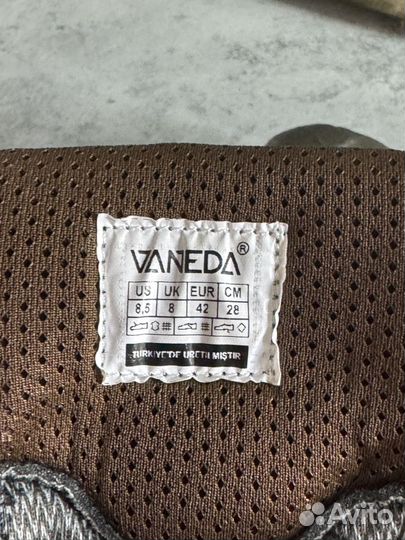 VANEDA®
US UK EUR CM
8,5 8 42 28
TÜRKİYE'DE ÜRETİLMİŞTİR
Avito